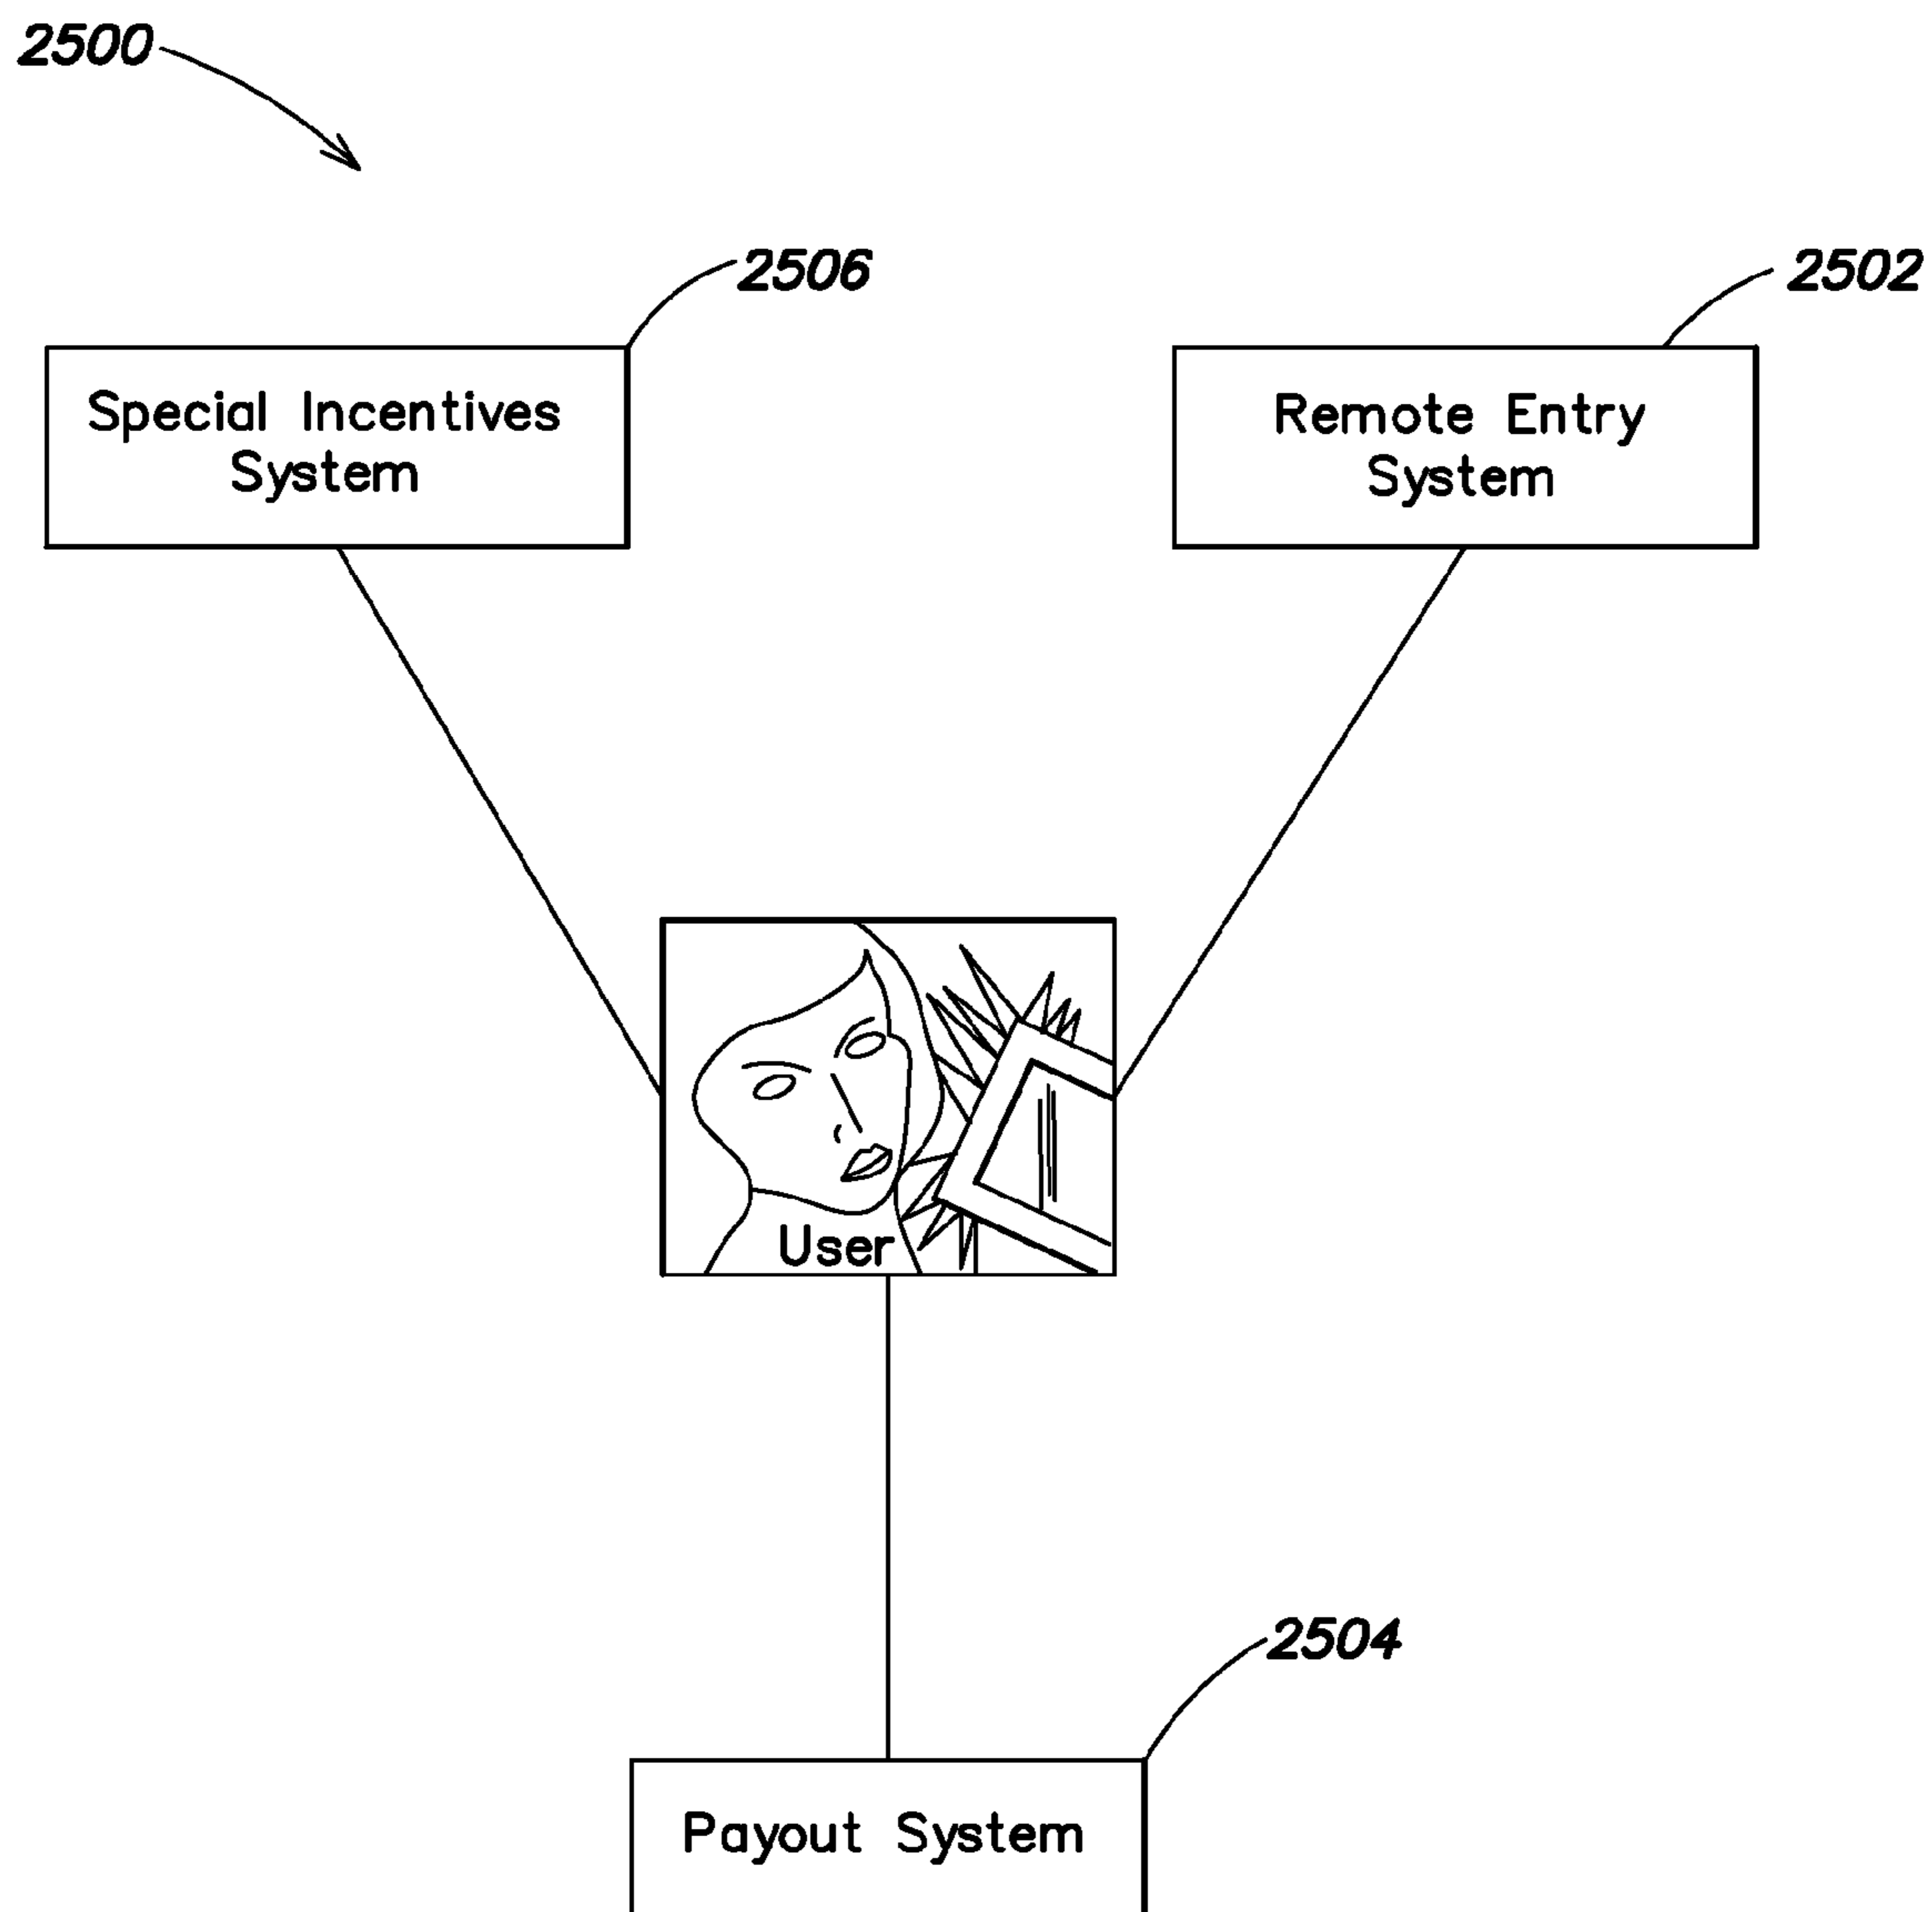 2500
2506
2502
Special Incentives
System
Remote Entry
System
User
2504
Payout System